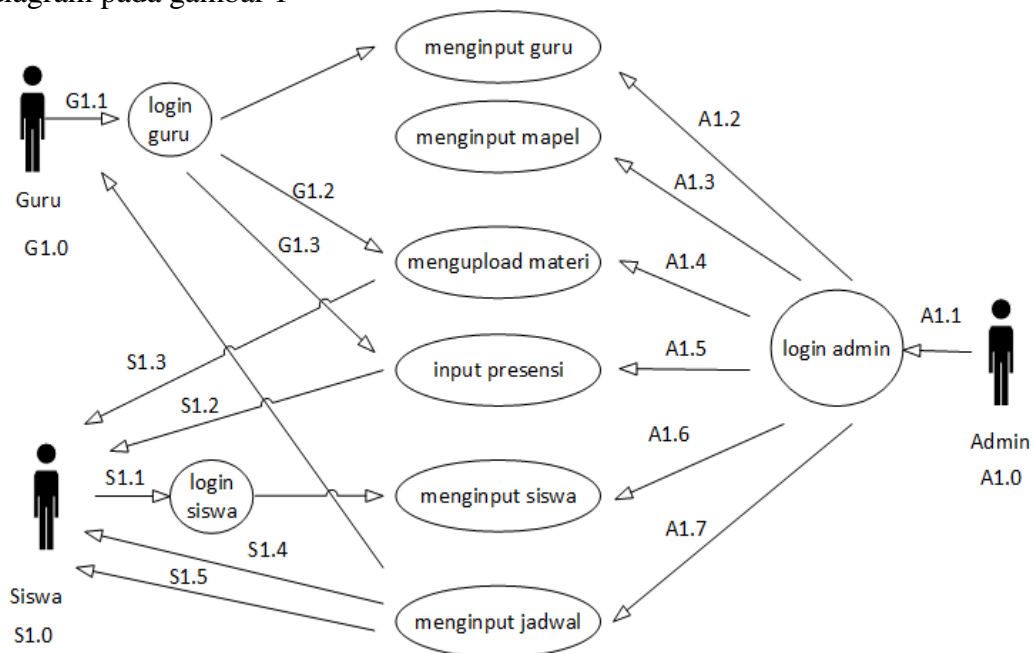 diagram pada gambar 1
menginput guru
G1.1
login
guru
A1.2
menginput mapel
A1.3
Guru
G1.2
G1.0
G1.3
mengupload materi
A1.4
A1.1
login admin
S1.3
input presensi
A1.5
S1.2
Admin
A1.6
A1.0
S1.1
login
siswa
menginput siswa
A1.7
S1.4
S1.5
Siswa
menginput jadwal
S1.0